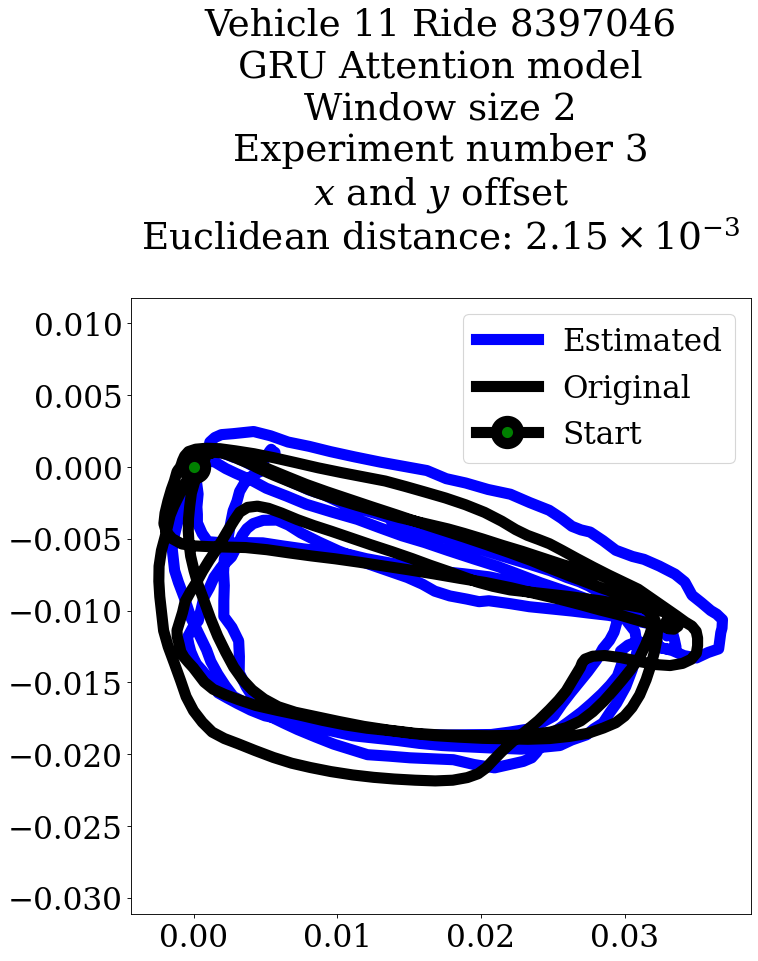 Vehicle 11 Ride 8397046
GRU Attention model
Window size 2
Experiment number 3
x and y offset
Euclidean distance: 2.15 × 10⁻³
Estimated
Original
Start
0.010
0.005
0.000
−0.005
−0.010
−0.015
−0.020
−0.025
−0.030
0.00 0.01 0.02 0.03